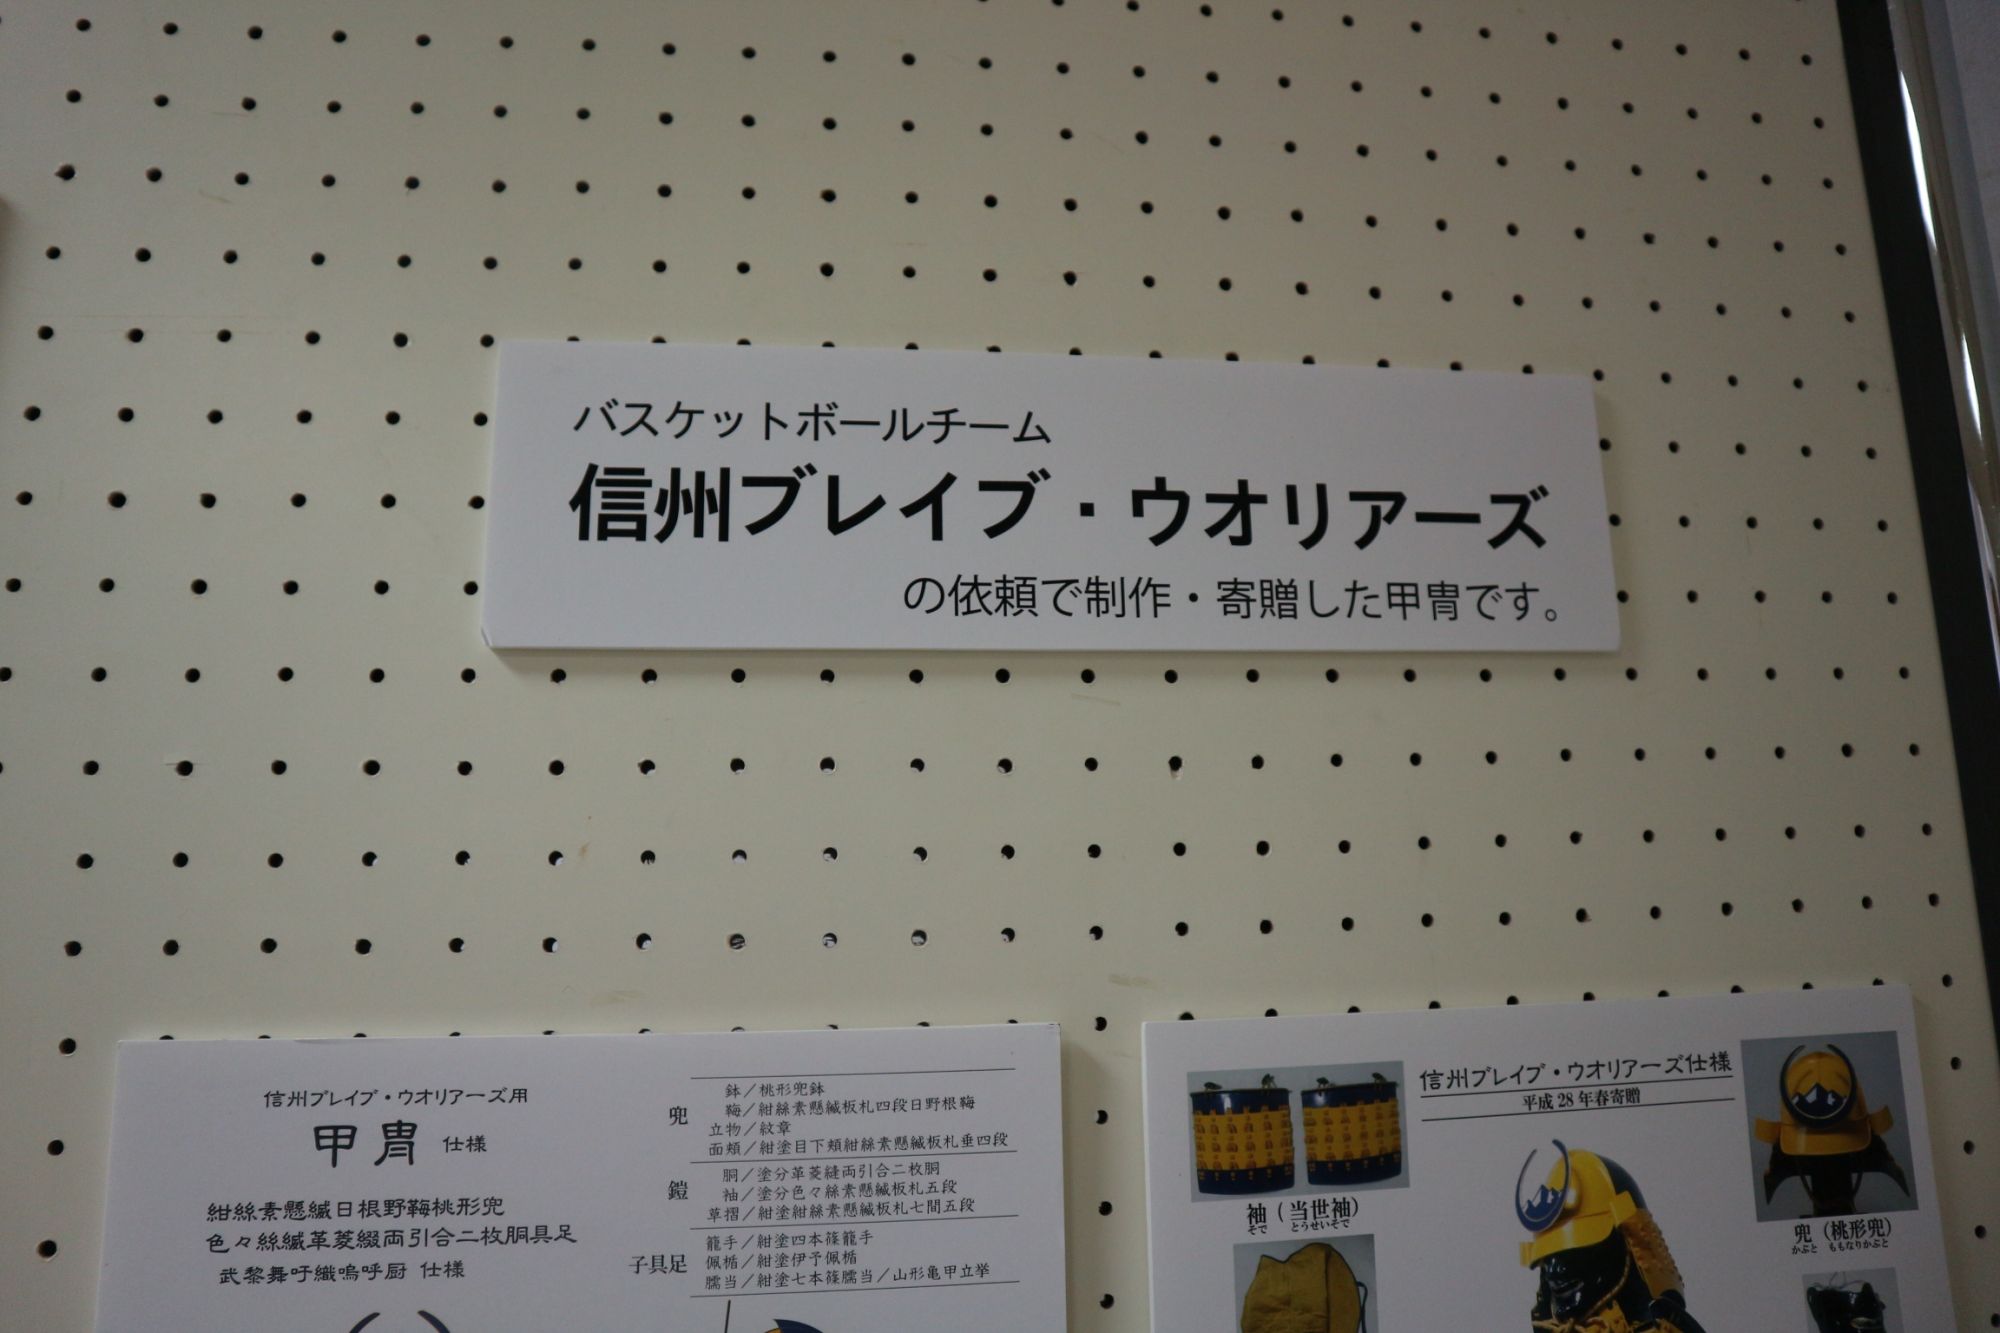 バスケットボールチーム
信州ブレイブ・ウオリアーズ
の依頼で制作・寄贈した甲冑です。
信州ブレイブ・ウオリアーズ用
甲冑 仕様
紺絲素懸縅日根野鞠桃形兜
色々絲縅革菱綴両引合二枚胴具足
武黎舞吁織嗚呼厨 仕様
兜
鉢／桃形兜鉢
紺絲素懸縅板札四段日野根
立物／紋章
面頬／紺塗目下頬紺絲素懸縅板札垂四段
鎧
胴／塗分革菱縫両引合二枚胴
袖／塗分色々絲素懸縅板札五段
草摺／紺塗紺絲素懸縅板札七間五段
子具足
籠手／紺塗四本篠籠手
佩楯／紺塗伊予佩楯
臑当／紺塗七本篠臑当／山形亀甲立挙
信州ブレイブ・ウオリアーズ仕様
平成28年春寄贈
袖（当世袖）
そで とうせいそで
兜（桃形兜）
かぶと ももなりかぶと